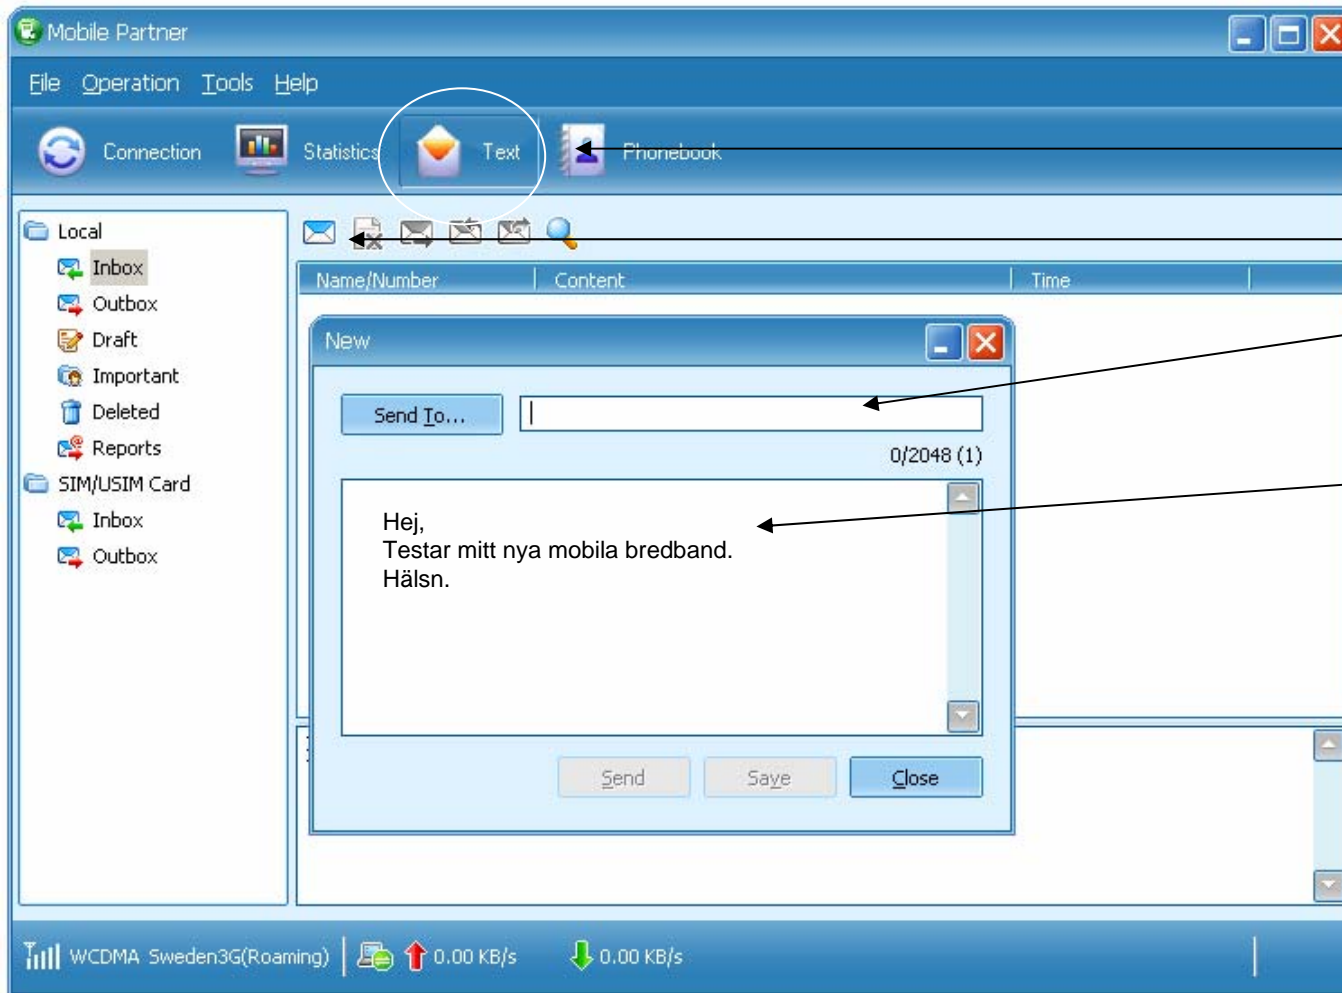 Mobile Partner
File Operation Tools Help
Connection Statistics Text Phonebook
Local
Inbox
Outbox
Draft
Important
Deleted
Reports
SIM/USIM Card
Inbox
Outbox
Name/Number Content Time
New
Send To...
0/2048 (1)
Hej,
Testar mitt nya mobila bredband.
Hälsn.
Send Save Close
WCDMA Sweden3G(Roaming) 0.00 KB/s 0.00 KB/s